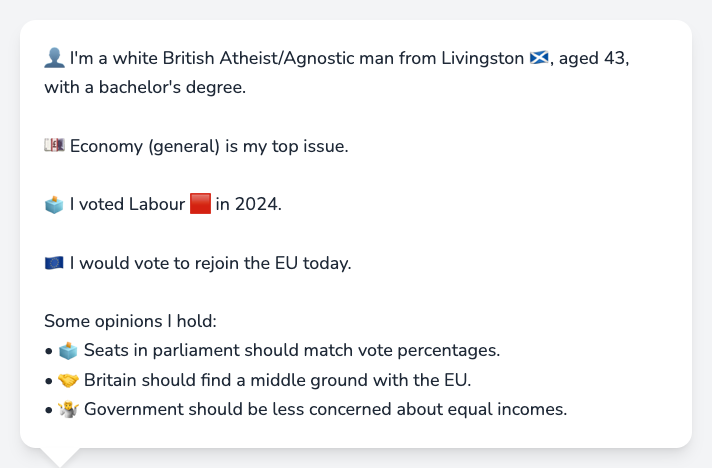 👤 I'm a white British Atheist/Agnostic man from Livingston 🏴󠁧󠁢󠁳󠁣󠁴󠁿, aged 43,
with a bachelor's degree.
💷 Economy (general) is my top issue.
🗳️ I voted Labour 🟥 in 2024.
🇪🇺 I would vote to rejoin the EU today.
Some opinions I hold:
• 🗳️ Seats in parliament should match vote percentages.
• 🤝 Britain should find a middle ground with the EU.
• 🤷 Government should be less concerned about equal incomes.